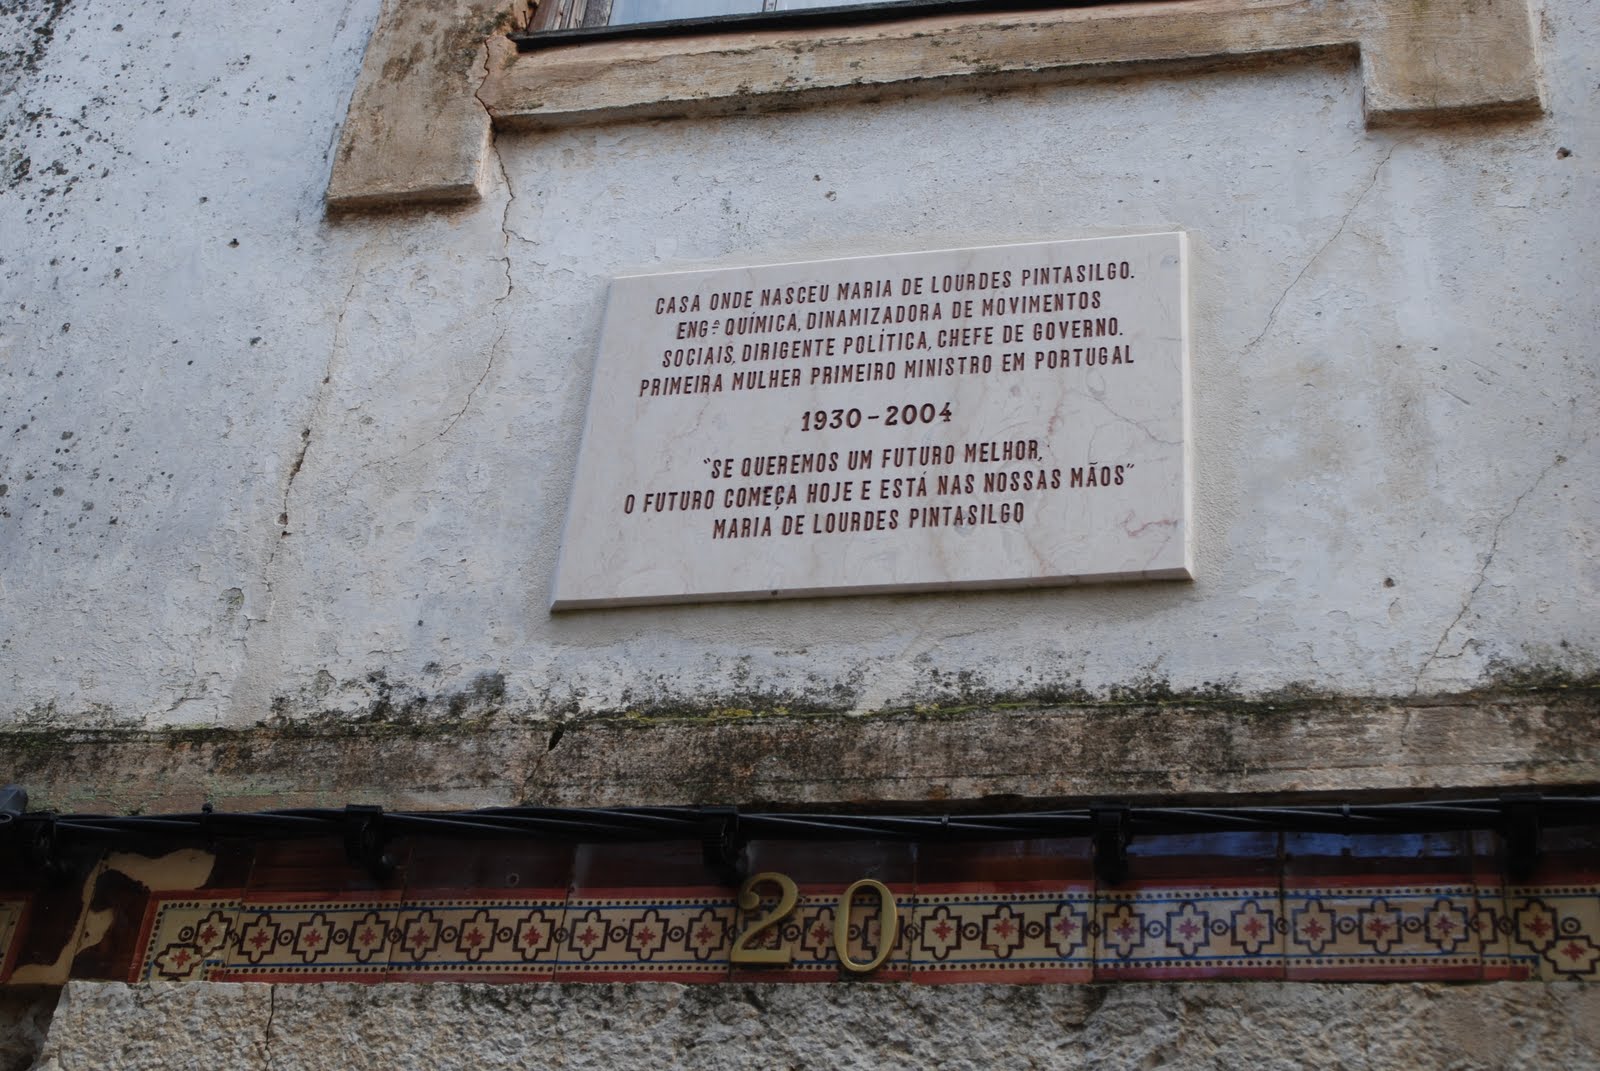 CASA ONDE NASCEU MARIA DE LOURDES PINTASILGO.
ENGª QUÍMICA, DINAMIZADORA DE MOVIMENTOS
SOCIAIS, DIRIGENTE POLÍTICA, CHEFE DE GOVERNO.
PRIMEIRA MULHER PRIMEIRO MINISTRO EM PORTUGAL
1930-2004
"SE QUEREMOS UM FUTURO MELHOR,
O FUTURO COMEÇA HOJE E ESTÁ NAS NOSSAS MÃOS"
MARIA DE LOURDES PINTASILGO
20